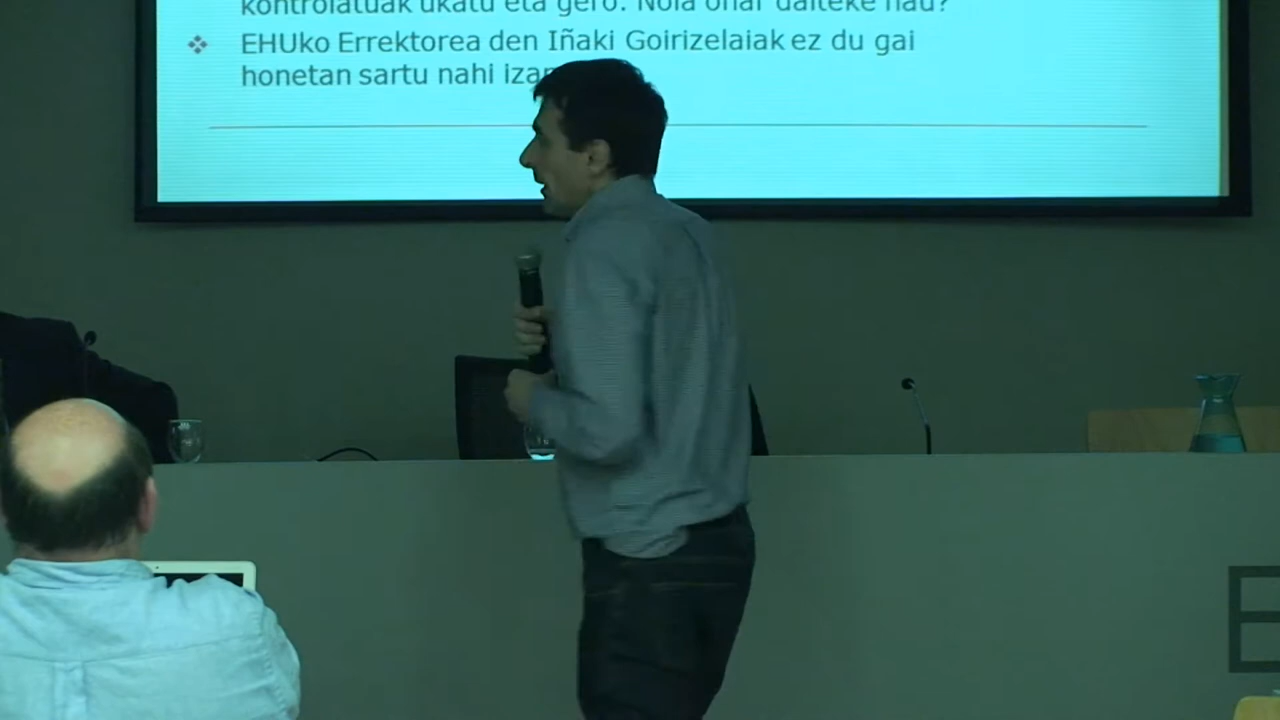 kontrolatuak ukatu eta gero. Nola onar daiteke hau?
EHUko Errektorea den Iñaki Goirizelaiak ez du gai
honetan sartu nahi
E